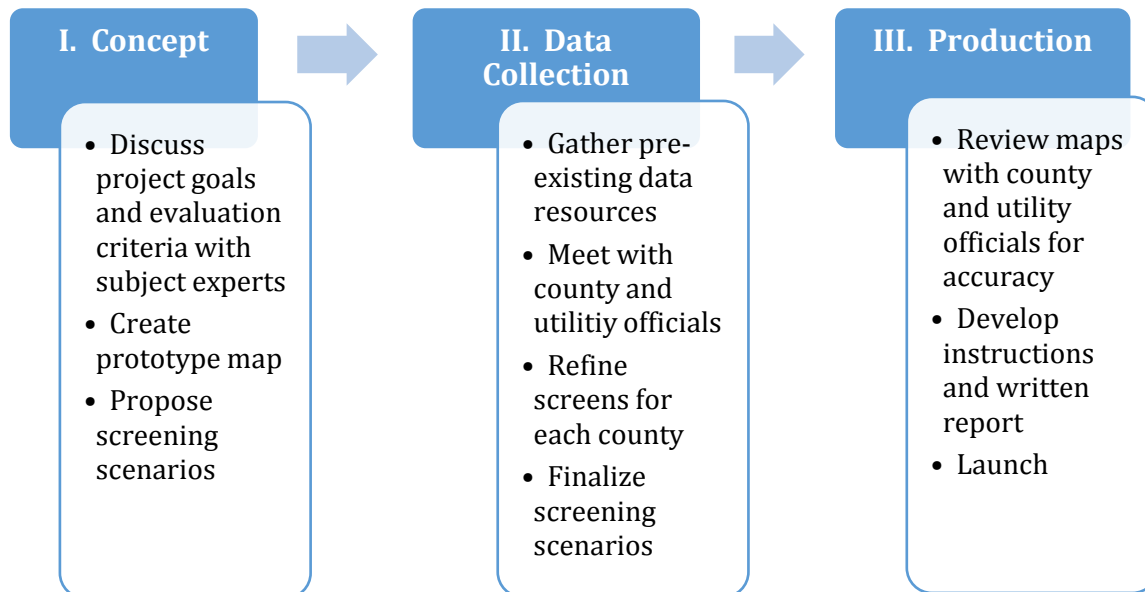 I. Concept
• Discuss
project goals
and evaluation
criteria with
subject experts
• Create
prototype map
• Propose
screening
scenarios
II. Data
Collection
• Gather pre-
existing data
resources
• Meet with
county and
utilitiy officials
• Refine
screens for
each county
• Finalize
screening
scenarios
III. Production
• Review maps
with county
and utility
officials for
accuracy
• Develop
instructions
and written
report
• Launch